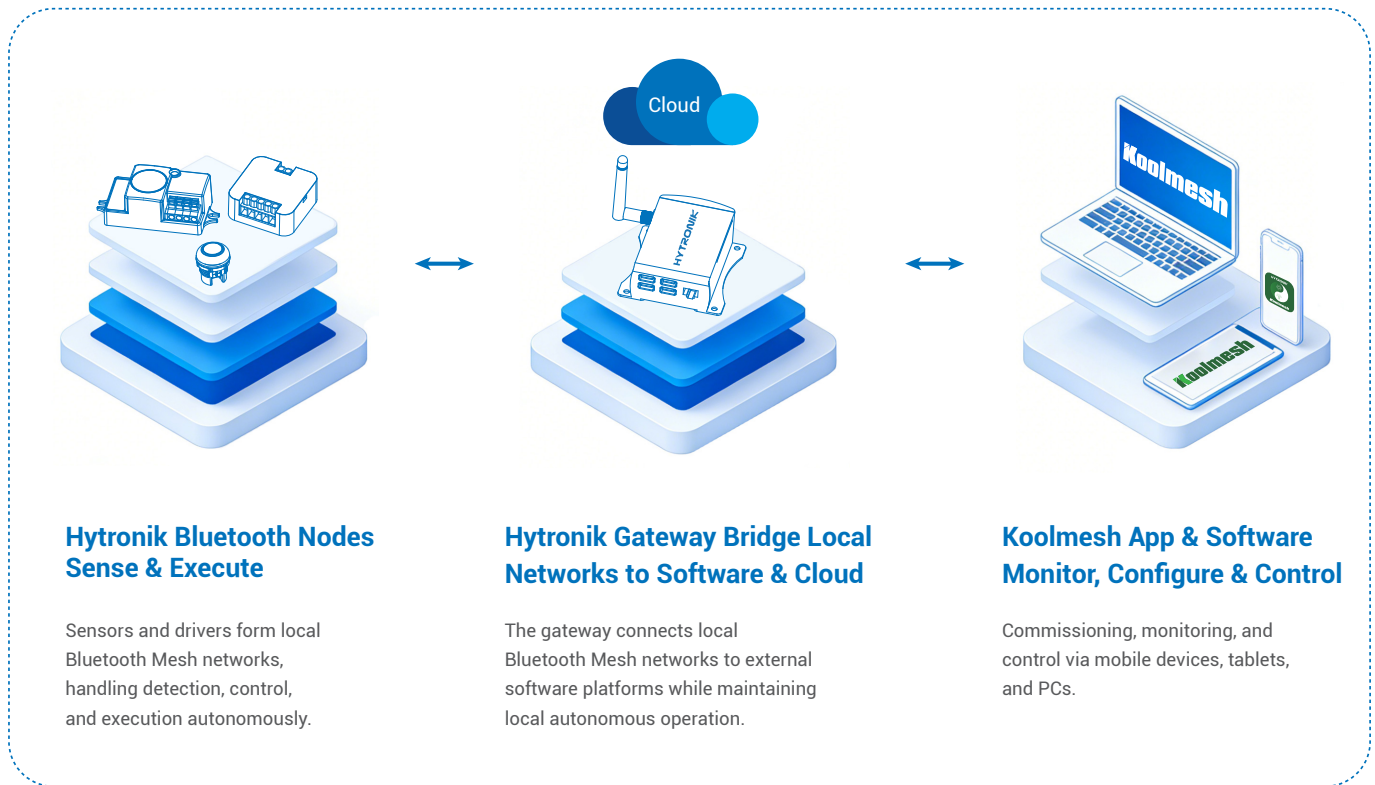 Cloud
HYTRONIK
Koolmesh
Koolmesh
Hytronik Bluetooth Nodes
Sense & Execute
Sensors and drivers form local
Bluetooth Mesh networks,
handling detection, control,
and execution autonomously.
Hytronik Gateway Bridge Local
Networks to Software & Cloud
The gateway connects local
Bluetooth Mesh networks to external
software platforms while maintaining
local autonomous operation.
Koolmesh App & Software
Monitor, Configure & Control
Commissioning, monitoring, and
control via mobile devices, tablets,
and PCs.